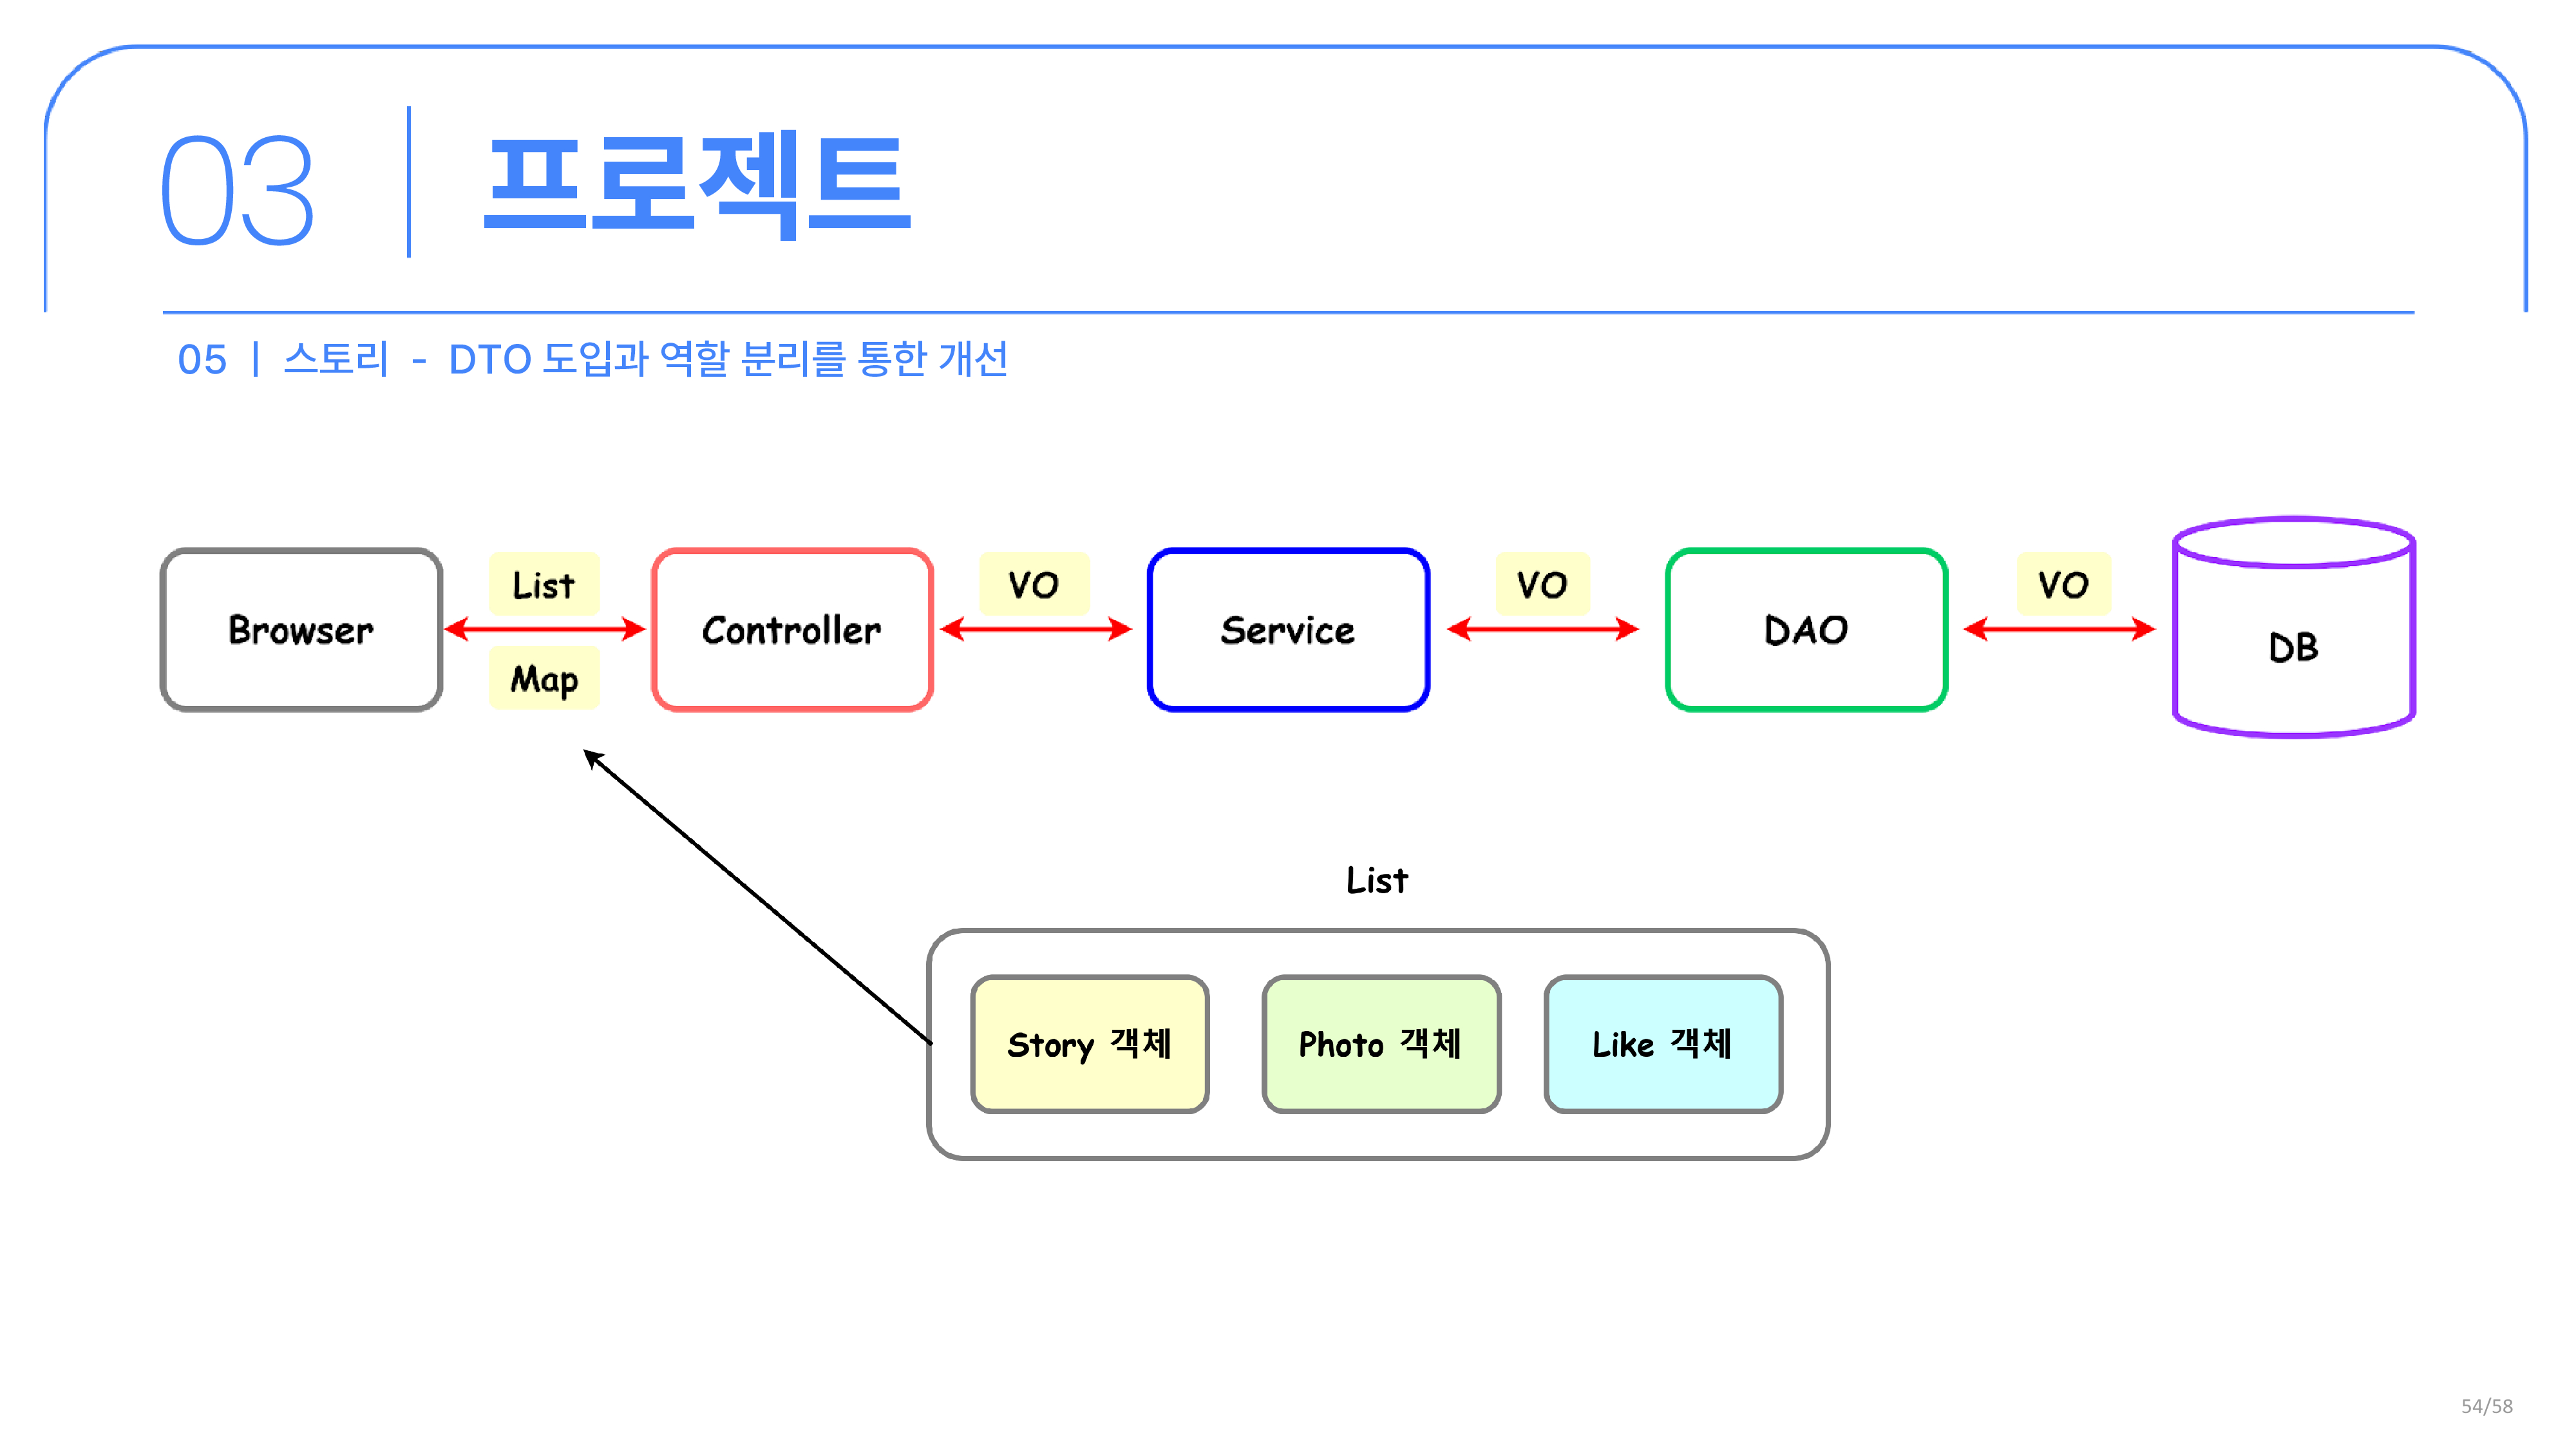 03 | 프로젝트
05 | 스토리 - DTO 도입과 역할 분리를 통한 개선
Browser
List
Map
Controller
VO
Service
VO
DAO
VO
DB
List
Story 객체
Photo 객체
Like 객체
54/58